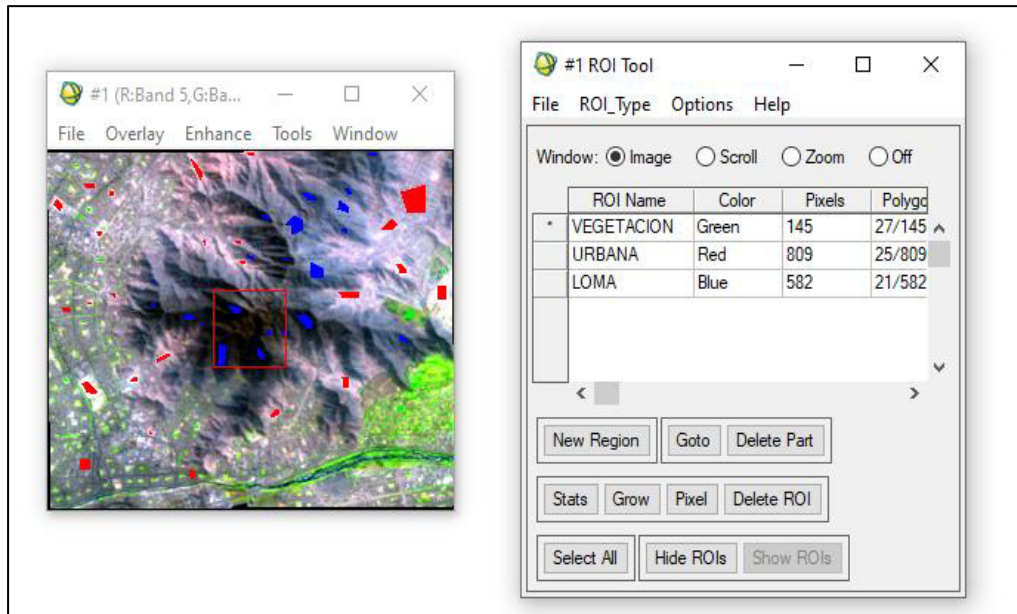 #1 (R:Band 5,G:Ba...
File Overlay Enhance Tools Window
#1 ROI Tool
File ROI_Type Options Help
Window: Image Scroll Zoom Off
ROI Name Color Pixels Polygo
* VEGETACION Green 145 27/145
URBANA Red 809 25/809
LOMA Blue 582 21/582
New Region Goto Delete Part
Stats Grow Pixel Delete ROI
Select All Hide ROIs Show ROIs